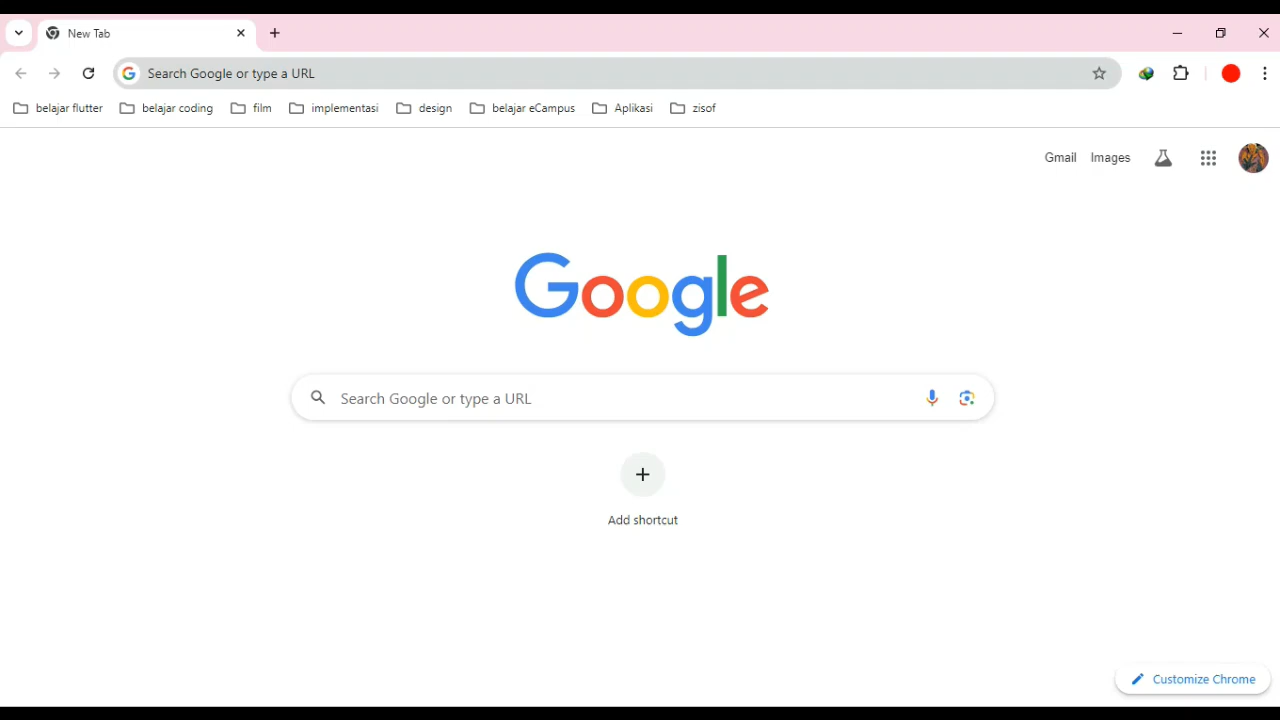 New Tab
Search Google or type a URL
belajar flutter belajar coding film implementasi design belajar eCampus Aplikasi zisof
Gmail Images
Google
Search Google or type a URL
Add shortcut
Customize Chrome